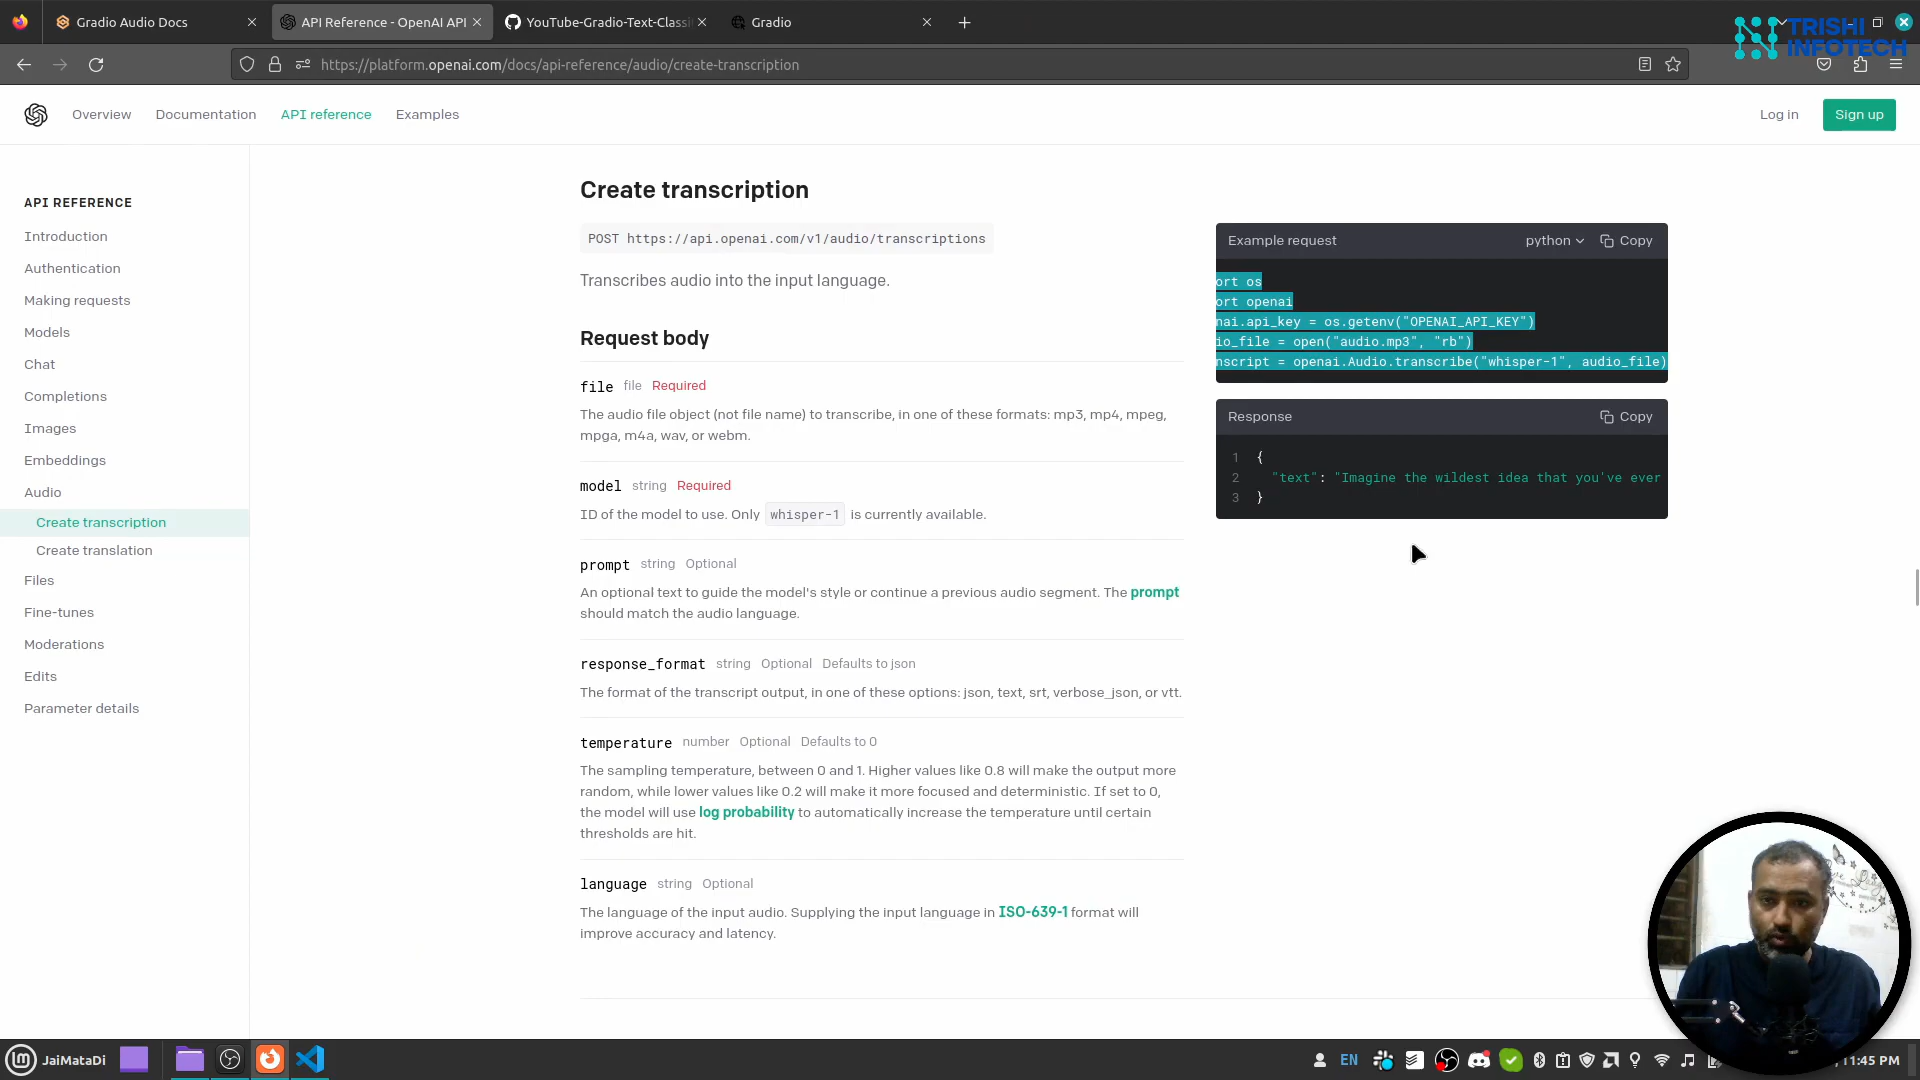 Gradio Audio Docs
API Reference - OpenAI API
YouTube-Gradio-Text-Classi
Gradio
TRISHI
INFOTECH
https://platform.openai.com/docs/api-reference/audio/create-transcription
Overview
Documentation
API reference
Examples
Log in
Sign up
API REFERENCE
Introduction
Authentication
Making requests
Models
Chat
Completions
Images
Embeddings
Audio
Create transcription
Create translation
Files
Fine-tunes
Moderations
Edits
Parameter details
Create transcription
POST https://api.openai.com/v1/audio/transcriptions
Transcribes audio into the input language.
Request body
file file Required
The audio file object (not file name) to transcribe, in one of these formats: mp3, mp4, mpeg,
mpga, m4a, wav, or webm.
model string Required
ID of the model to use. Only whisper-1 is currently available.
prompt string Optional
An optional text to guide the model's style or continue a previous audio segment. The prompt
should match the audio language.
response_format string Optional Defaults to json
The format of the transcript output, in one of these options: json, text, srt, verbose_json, or vtt.
temperature number Optional Defaults to 0
The sampling temperature, between 0 and 1. Higher values like 0.8 will make the output more
random, while lower values like 0.2 will make it more focused and deterministic. If set to 0,
the model will use log probability to automatically increase the temperature until certain
thresholds are hit.
language string Optional
The language of the input audio. Supplying the input language in ISO-639-1 format will
improve accuracy and latency.
Example request python Copy
ort os
ort openai
nai.api_key = os.getenv("OPENAI_API_KEY")
io_file = open("audio.mp3", "rb")
nscript = openai.Audio.transcribe("whisper-1", audio_file)
Response Copy
1 {
2 "text": "Imagine the wildest idea that you've ever
3 }
JaiMataDi
EN
11:45 PM